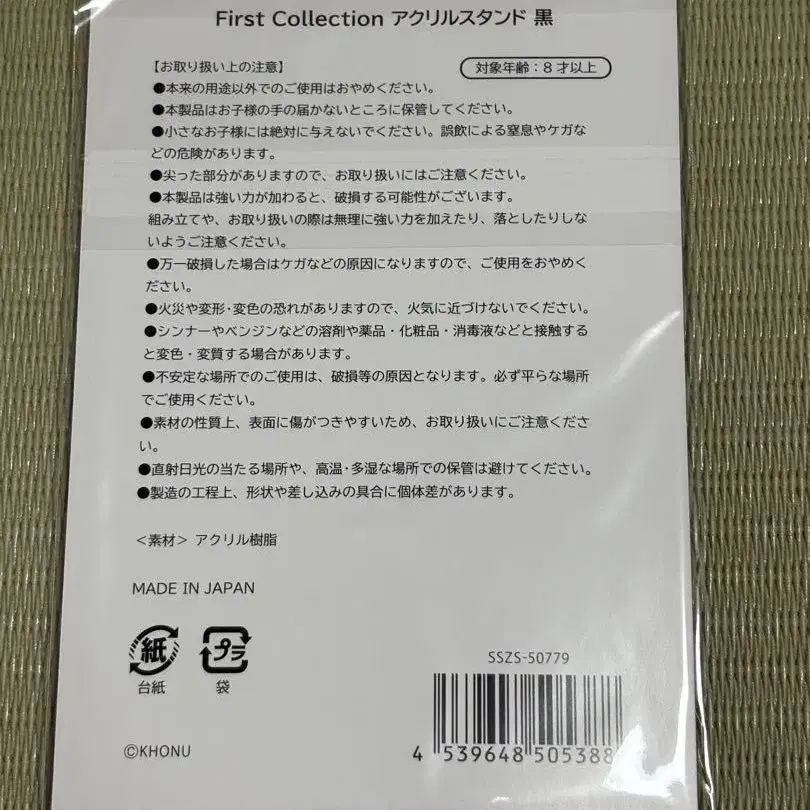 First Collection アクリルスタンド 黒
【お取り扱い上の注意】
対象年齢：8才以上
●本来の用途以外でのご使用はおやめください。
●本製品はお子様の手の届かないところに保管してください。
●小さなお子様には絶対に与えないでください。誤飲による窒息やケガな
どの危険があります。
●尖った部分がありますので、お取り扱いにはご注意ください。
●本製品は強い力が加わると、破損する可能性がございます。
組み立てや、お取り扱いの際は無理に強い力を加えたり、落としたりしな
いようご注意ください。
●万一破損した場合はケガなどの原因になりますので、ご使用をおやめく
ださい。
●火災や変形・変色の恐れがありますので、火気に近づけないでください。
●シンナーやベンジンなどの溶剤や薬品・化粧品・消毒液などと接触する
と変色・変質する場合があります。
●不安定な場所でのご使用は、破損等の原因となります。必ず平らな場所
でご使用ください。
●素材の性質上、表面に傷がつきやすいため、お取り扱いにご注意くださ
い。
●直射日光の当たる場所や、高温・多湿な場所での保管は避けてください。
●製造の工程上、形状や差し込みの具合に個体差があります。
＜素材＞ アクリル樹脂
MADE IN JAPAN
紙 プラ
台紙 袋
SSZS-50779
4 539648 505388
©KHONU